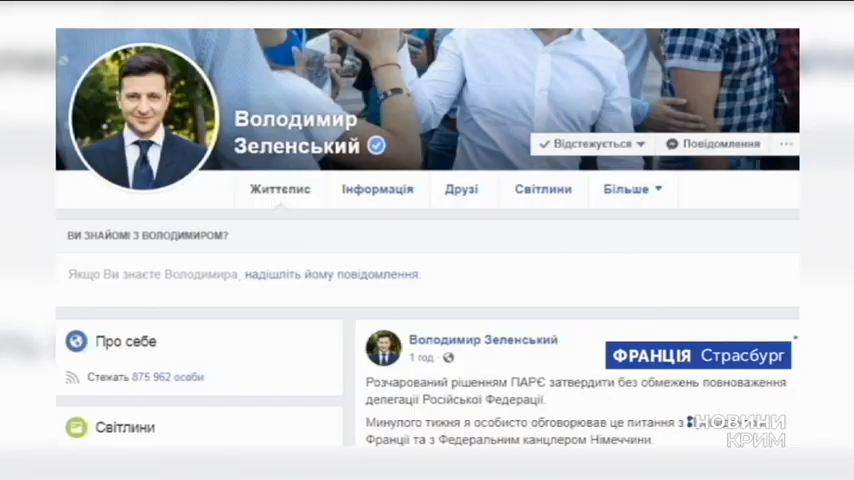 Володимир
Зеленський
Відстежується
Повідомлення
Життєпис
Інформація
Друзі
Світлини
Більше
ВИ ЗНАЙОМІ З ВОЛОДИМИРОМ?
Якщо Ви знаєте Володимира, надішліть йому повідомлення.
Про себе
Стежать 875 962 особи
Світлини
Володимир Зеленський
1 год ·
ФРАНЦІЯ Страсбург
Розчарований рішенням ПАРЄ затвердити без обмежень повноваження
делегації Російської Федерації.
Минулого тижня я особисто обговорював це питання з
Франції та з Федеральним канцлером Німеччини.
НОВИНИ
КРИМ